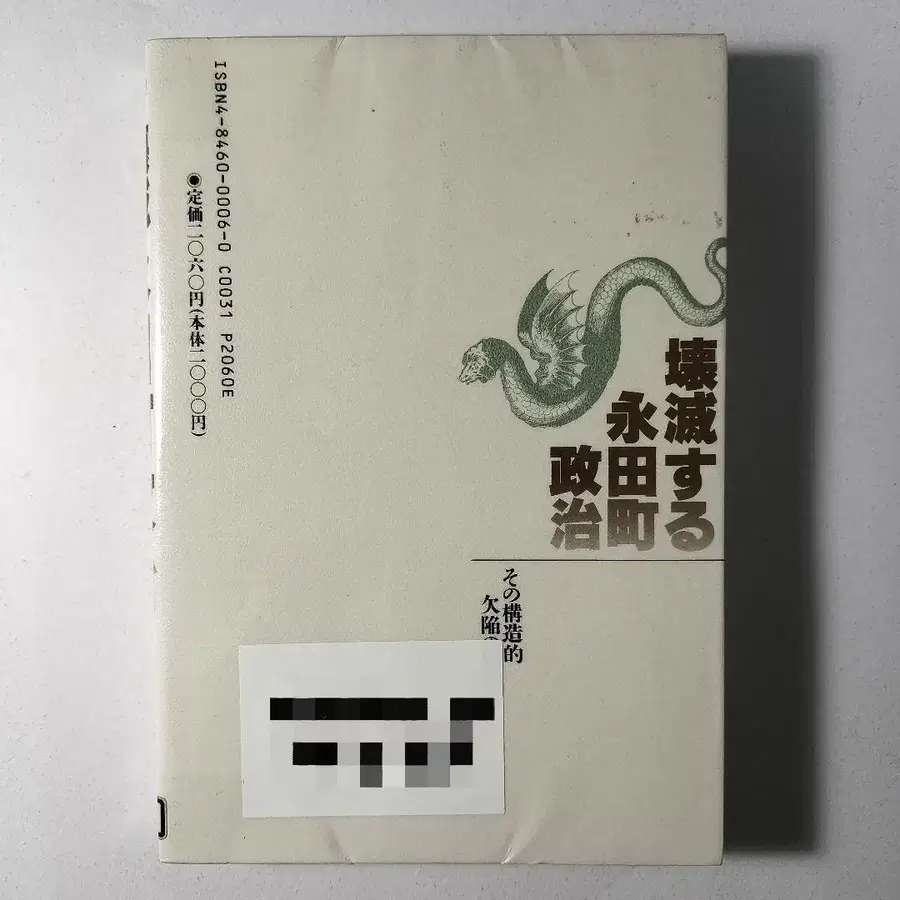 壊滅する
永田町
政治
その構造的
欠陥の
ISBN4-8460-0006-0 C0031 P2060E
◉定価二〇六〇円(本体二〇〇〇円)